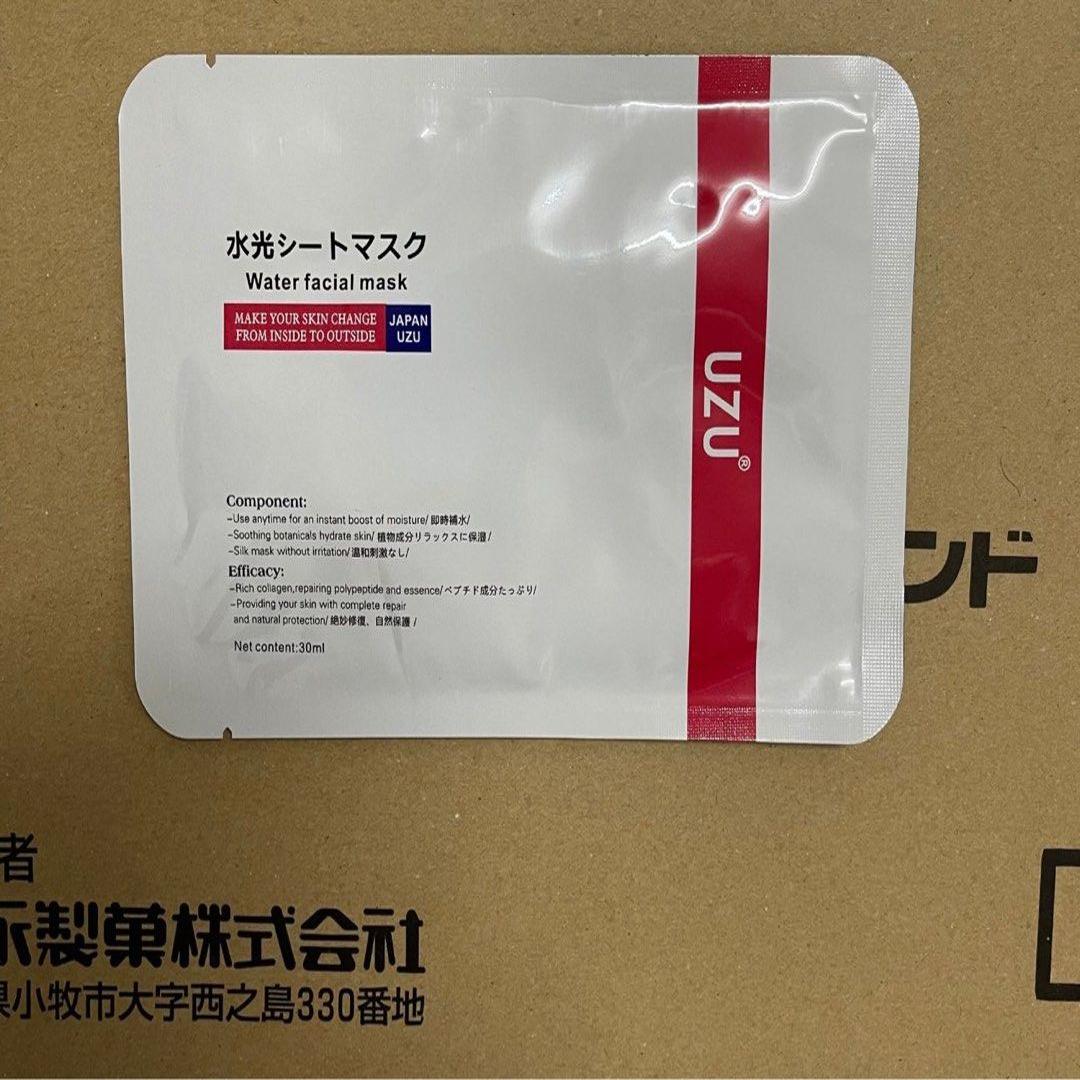 水光シートマスク
Water facial mask
MAKE YOUR SKIN CHANGE
FROM INSIDE TO OUTSIDE
JAPAN
UZU
UZU®
Component:
-Use anytime for an instant boost of moisture/ 即時補水/
-Soothing botanicals hydrate skin/ 植物成分リラックスに保湿 /
-Silk mask without irritation/ 温和刺激なし/
Efficacy:
-Rich collagen,repairing polypeptide and essence/ ペプチド成分たっぷり/
-Providing your skin with complete repair
and natural protection/ 絶妙修復、自然保護 /
Net content:30ml
ンド
者
製菓株式会社
県小牧市大字西之島330番地